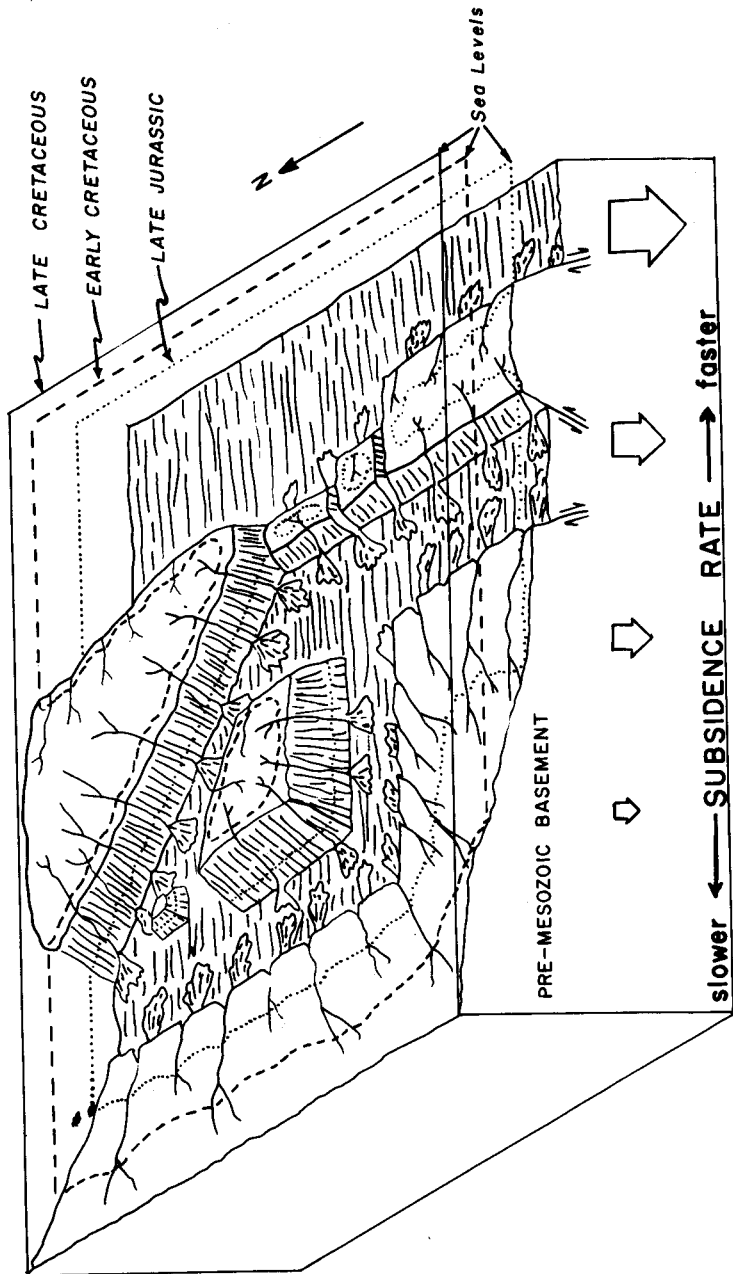 LATE CRETACEOUS
EARLY CRETACEOUS
LATE JURASSIC
N
Sea Levels
PRE-MESOZOIC BASEMENT
slower ← SUBSIDENCE RATE → faster